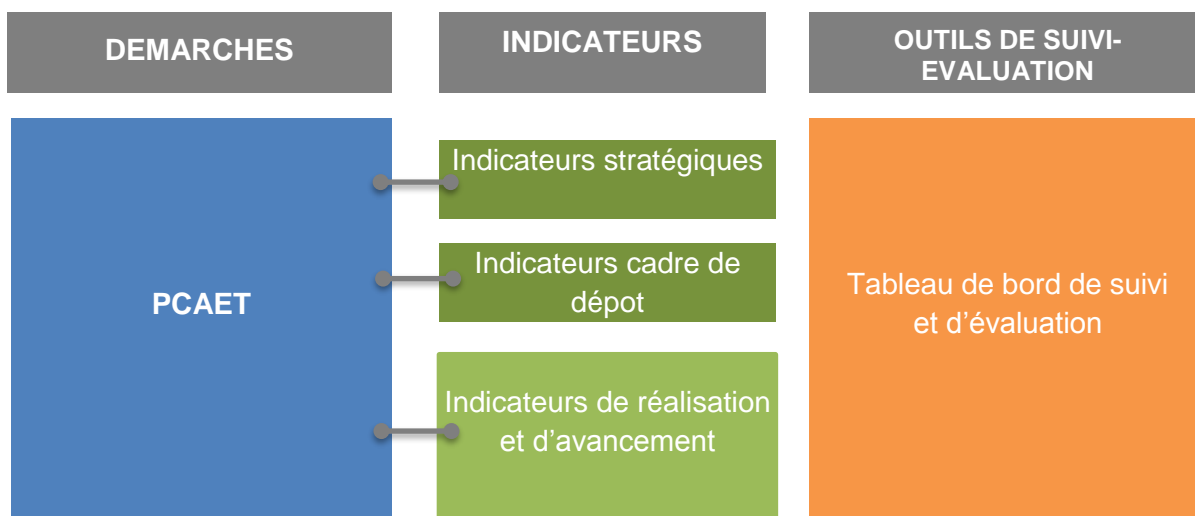 DEMARCHES
INDICATEURS
OUTILS DE SUIVI-
EVALUATION
PCAET
Indicateurs stratégiques
Indicateurs cadre de
dépot
Indicateurs de réalisation
et d'avancement
Tableau de bord de suivi
et d'évaluation